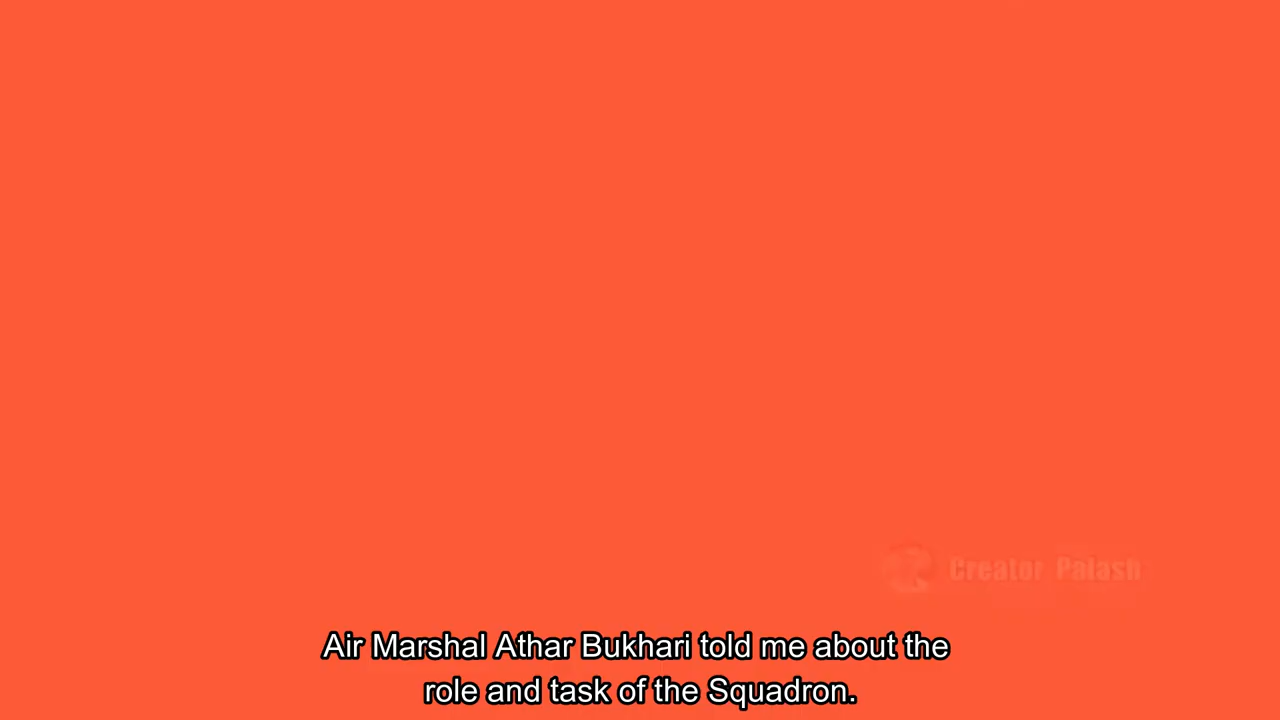 Creator Palash
Air Marshal Athar Bukhari told me about the
role and task of the Squadron.